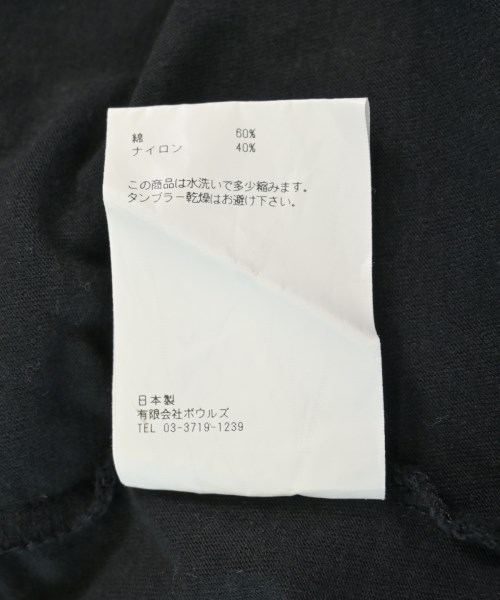 綿 60%
ナイロン 40%
この商品は水洗いで多少縮みます。
タンブラー乾燥はお避け下さい。
日本製
有限会社ボウルズ
TEL 03-3719-1239